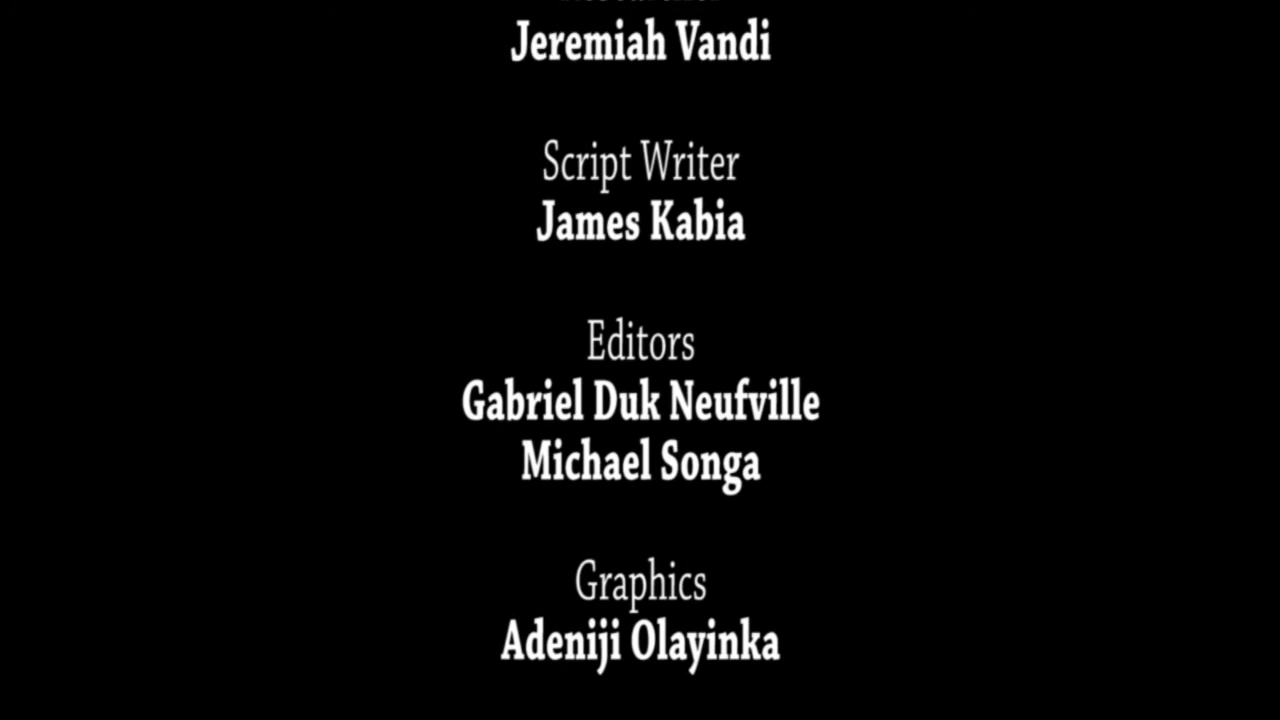 Jeremiah Vandi
Script Writer
James Kabia
Editors
Gabriel Duk Neufville
Michael Songa
Graphics
Adeniji Olayinka